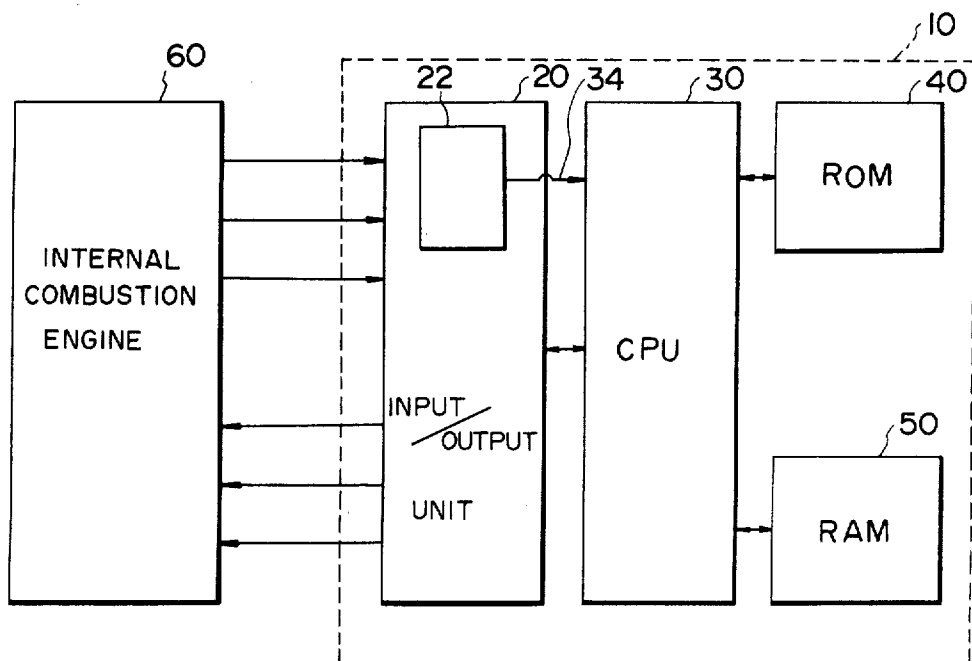 10
60
22
20
34
30
40
ROM
INTERNAL
COMBUSTION
ENGINE
CPU
INPUT/OUTPUT
UNIT
50
RAM